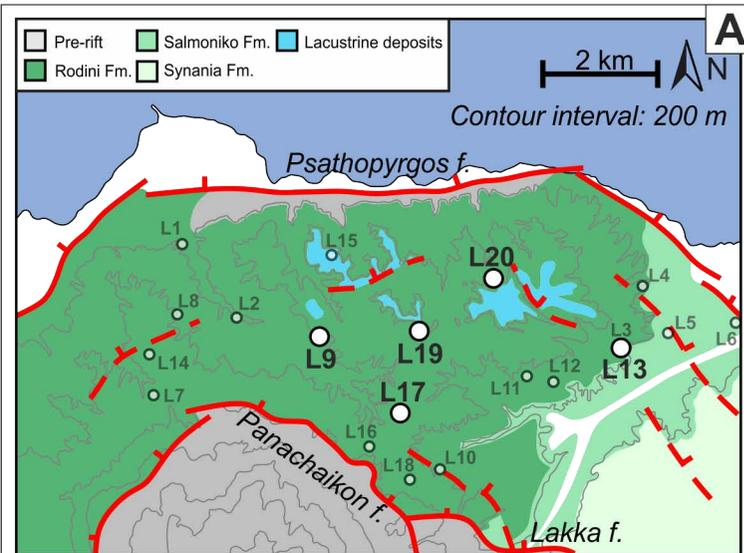 A
Pre-rift
Salmoniko Fm.
Lacustrine deposits
Rodini Fm.
Synania Fm.
2 km
N
Contour interval: 200 m
Psathopyrgos f.
L1
L15
L20
L4
L8
L2
L3
L5
L6
L9
L19
L13
L14
L11
L12
L7
L17
L16
L10
L18
Panachaikon f.
Lakka f.